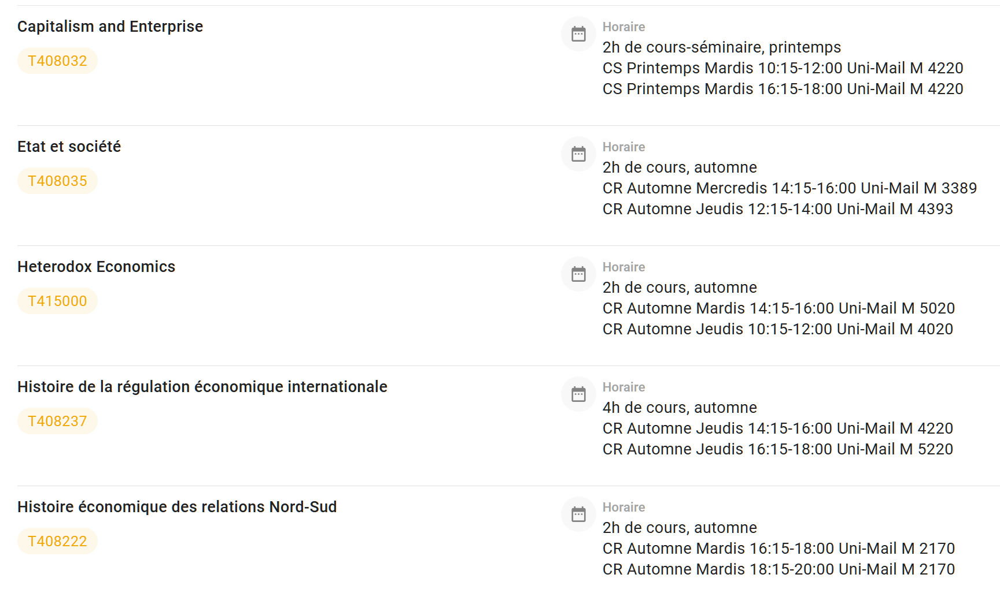 Capitalism and Enterprise
T408032
Horaire
2h de cours-séminaire, printemps
CS Printemps Mardis 10:15-12:00 Uni-Mail M 4220
CS Printemps Mardis 16:15-18:00 Uni-Mail M 4220
Etat et société
T408035
Horaire
2h de cours, automne
CR Automne Mercredis 14:15-16:00 Uni-Mail M 3389
CR Automne Jeudis 12:15-14:00 Uni-Mail M 4393
Heterodox Economics
T415000
Horaire
2h de cours, automne
CR Automne Mardis 14:15-16:00 Uni-Mail M 5020
CR Automne Jeudis 10:15-12:00 Uni-Mail M 4020
Histoire de la régulation économique internationale
T408237
Horaire
4h de cours, automne
CR Automne Jeudis 14:15-16:00 Uni-Mail M 4220
CR Automne Jeudis 16:15-18:00 Uni-Mail M 5220
Histoire économique des relations Nord-Sud
T408222
Horaire
2h de cours, automne
CR Automne Mardis 16:15-18:00 Uni-Mail M 2170
CR Automne Mardis 18:15-20:00 Uni-Mail M 2170